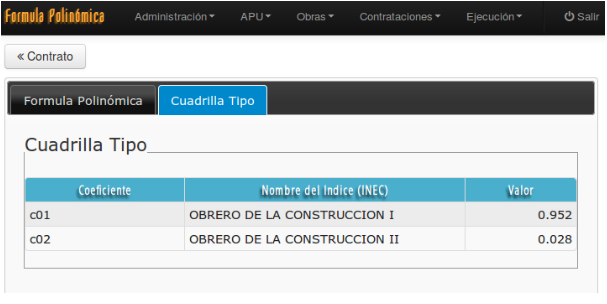 Formula Polinómica Administración APU Obras Contrataciones Ejecución Salir
« Contrato
Formula Polinómica Cuadrilla Tipo
Cuadrilla Tipo
Coeficiente Nombre del Indice (INEC) Valor
c01 OBRERO DE LA CONSTRUCCION I 0.952
c02 OBRERO DE LA CONSTRUCCION II 0.028